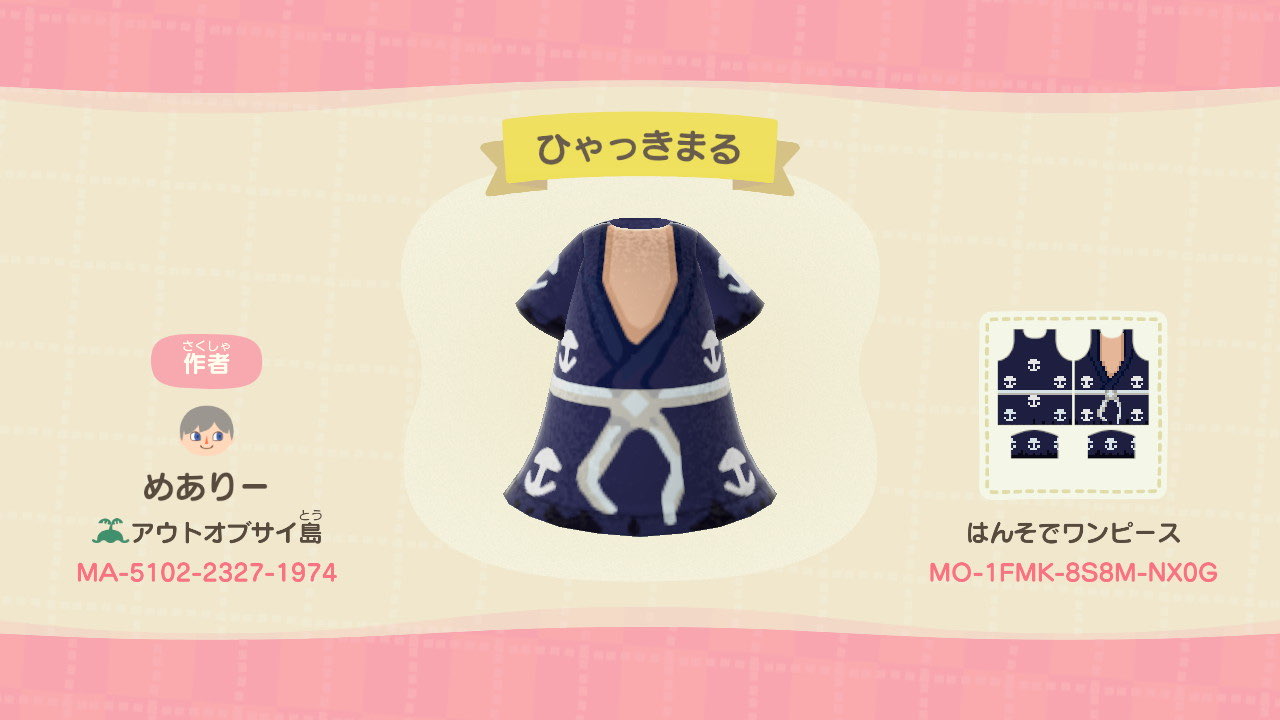 ひゃっきまる
さくしゃ
作者
めありー
とう
アウトオブサイ島
MA-5102-2327-1974
はんそでワンピース
MO-1FMK-8S8M-NX0G